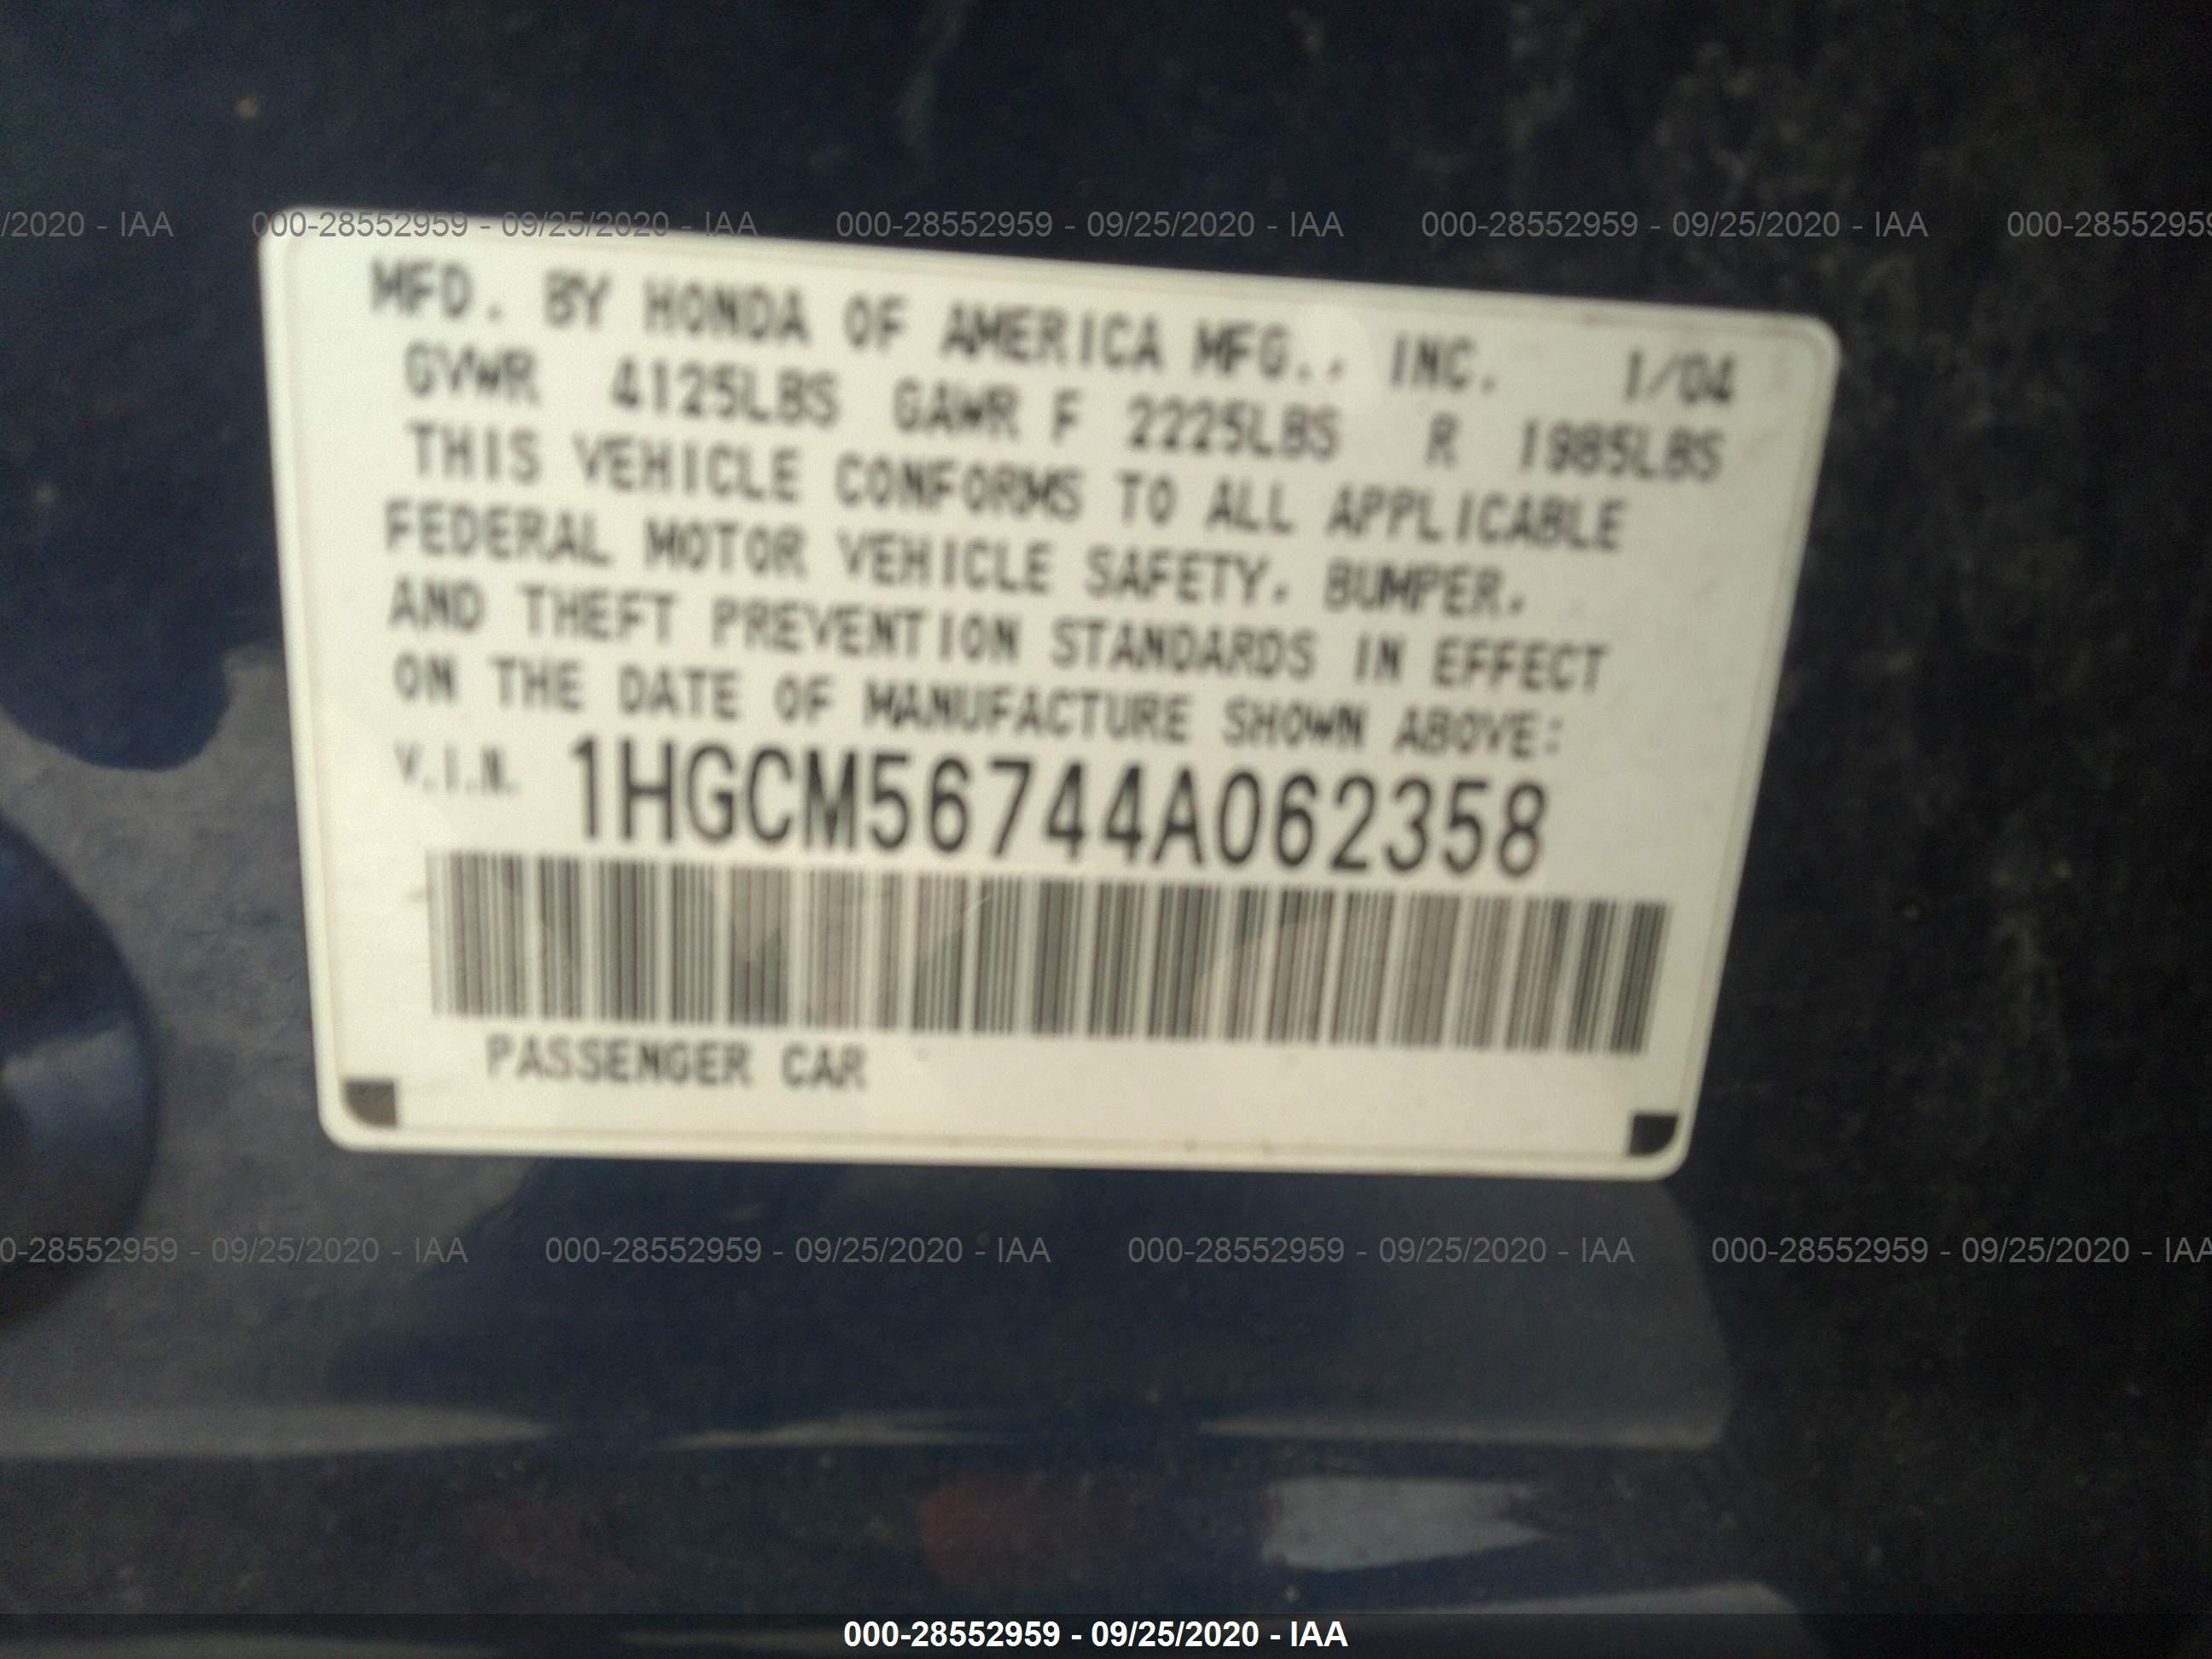 /2020 - IAA 000-28552959 - 09/25/2020 - IAA 000-28552959 - 09/25/2020 - IAA 000-28552959 - 09/25/2020 - IAA 000-28552959
MFD. BY HONDA OF AMERICA MFG., INC. 1/04
GVWR 4125LBS GAWR F 2225LBS R 1985LBS
THIS VEHICLE CONFORMS TO ALL APPLICABLE
FEDERAL MOTOR VEHICLE SAFETY, BUMPER,
AND THEFT PREVENTION STANDARDS IN EFFECT
ON THE DATE OF MANUFACTURE SHOWN ABOVE:
V.I.N. 1HGCM56744A062358
PASSENGER CAR
0-28552959 - 09/25/2020 - IAA 000-28552959 - 09/25/2020 - IAA 000-28552959 - 09/25/2020 - IAA 000-28552959 - 09/25/2020 - IAA
000-28552959 - 09/25/2020 - IAA